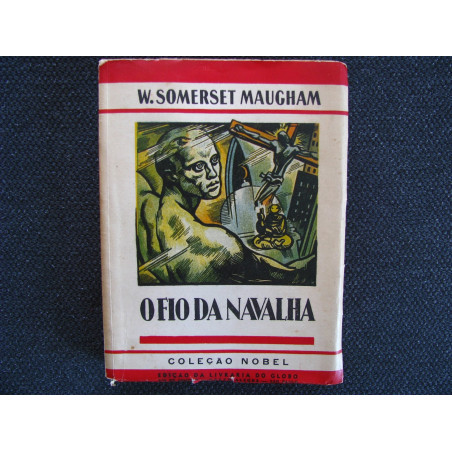 W. SOMERSET MAUGHAM
O FIO DA NAVALHA
COLEÇÃO NOBEL
EDIÇÃO DA LIVRARIA DO GLOBO